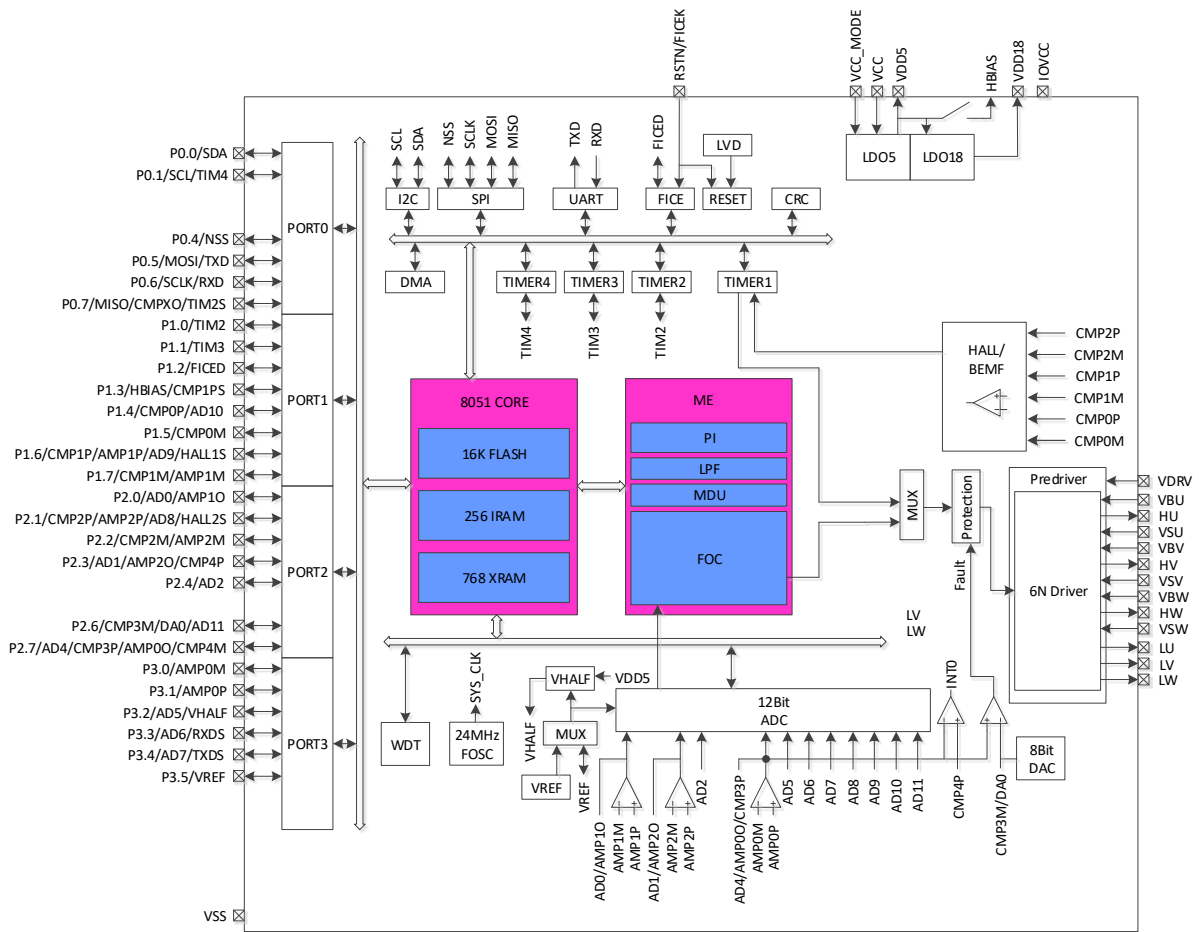 RSTN/FICEK
VCC_MODE
VCC
VDD5
HBIAS
VDD18
IOVCC
P0.0/SDA
P0.1/SCL/TIM4
P0.4/NSS
P0.5/MOSI/TXD
P0.6/SCLK/RXD
P0.7/MISO/CMPXO/TIM2S
P1.0/TIM2
P1.1/TIM3
P1.2/FICED
P1.3/HBIAS/CMP1PS
P1.4/CMP0P/AD10
P1.5/CMP0M
P1.6/CMP1P/AMP1P/AD9/HALL1S
P1.7/CMP1M/AMP1M
P2.0/AD0/AMP1O
P2.1/CMP2P/AMP2P/AD8/HALL2S
P2.2/CMP2M/AMP2M
P2.3/AD1/AMP2O/CMP4P
P2.4/AD2
P2.6/CMP3M/DA0/AD11
P2.7/AD4/CMP3P/AMP0O/CMP4M
P3.0/AMP0M
P3.1/AMP0P
P3.2/AD5/VHALF
P3.3/AD6/RXDS
P3.4/AD7/TXDS
P3.5/VREF
VSS
PORT0
PORT1
PORT2
PORT3
SCL
SDA
NSS
SCLK
MOSI
MISO
TXD
RXD
FICED
LVD
I2C
SPI
UART
FICE
RESET
CRC
LDO5
LDO18
DMA
TIMER4
TIMER3
TIMER2
TIMER1
TIM4
TIM3
TIM2
HALL/
BEMF
CMP2P
CMP2M
CMP1P
CMP1M
CMP0P
CMP0M
8051 CORE
16K FLASH
256 IRAM
768 XRAM
ME
PI
LPF
MDU
FOC
MUX
Protection
Fault
Predriver
6N Driver
VDRV
VBU
HU
VSU
VBV
HV
VSV
VBW
HW
VSW
LU
LV
LW
LV
LW
WDT
SYS_CLK
24MHz
FOSC
VHALF
VDD5
VHALF
MUX
VREF
VREF
12Bit
ADC
INT0
8Bit
DAC
AD0/AMP1O
AMP1M
AMP1P
AD1/AMP2O
AMP2M
AMP2P
AD2
AD4/AMP0O/CMP3P
AMP0M
AMP0P
AD5
AD6
AD7
AD8
AD9
AD10
AD11
CMP4P
CMP3M/DA0